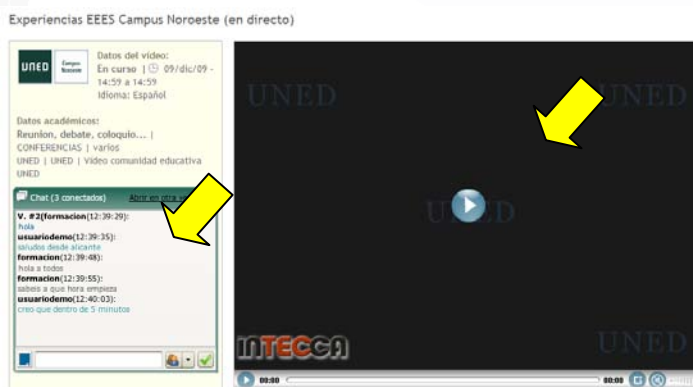 Experiencias EEES Campus Noroeste (en directo)
UNED
Campus
Noroeste
Datos del vídeo:
En curso | 09/dic/09 -
14:59 a 14:59
Idioma: Español
Datos académicos:
Reunion, debate, coloquio... |
CONFERENCIAS | varios
UNED | UNED | Video comunidad educativa
UNED
Chat (3 conectados) Abrir en otra
V. #2(formacion(12:39:29):
hola
usuariodemo(12:39:35):
saludos desde alicante
formacion(12:39:48):
hola a todos
formacion(12:39:55):
sabeis a que hora empieza
usuariodemo(12:40:03):
creo que dentro de 5 minutos
UNED UNED
UNED
INTECCA UNED
00:00 00:00